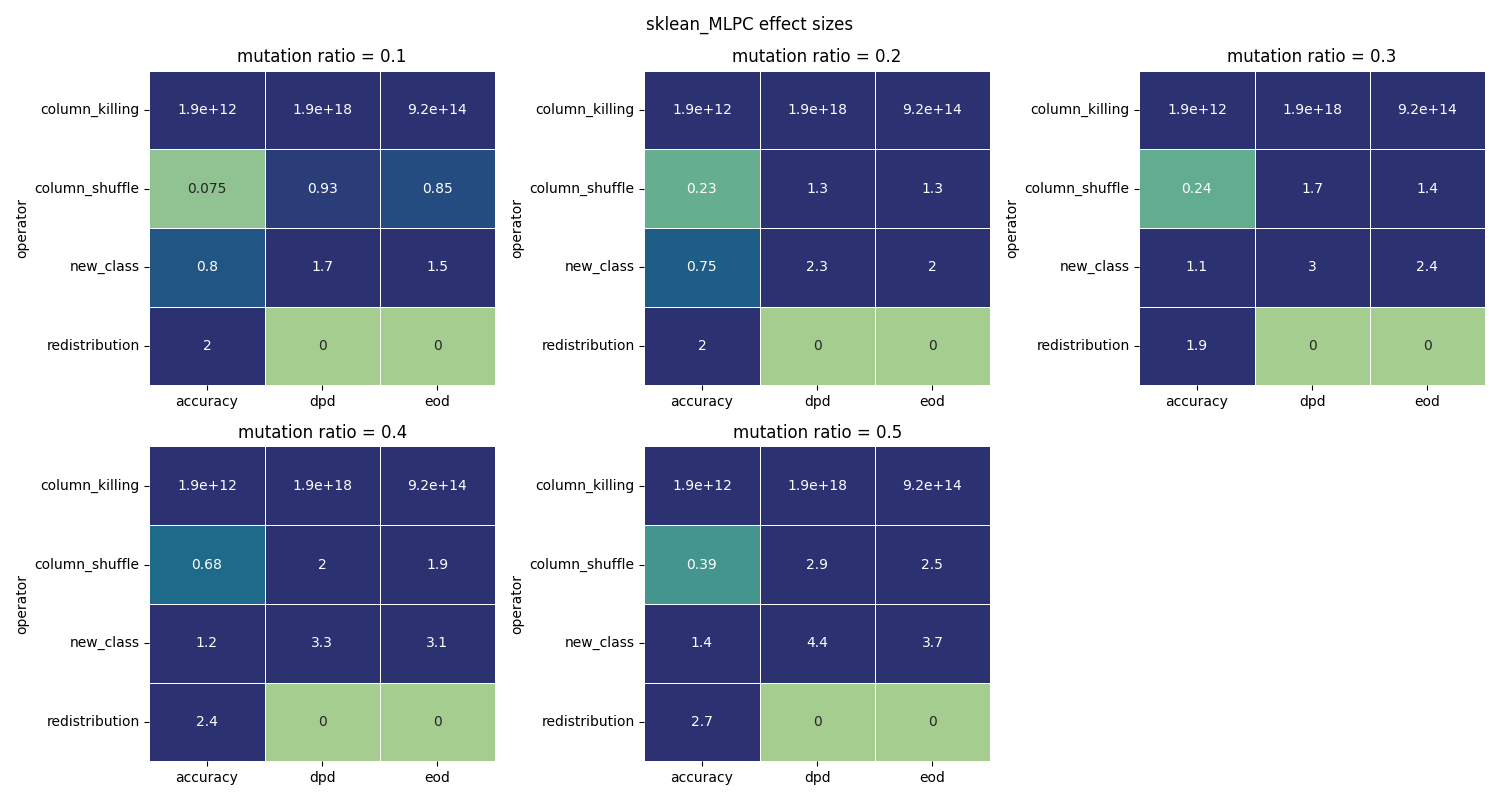 sklean_MLPC effect sizes
mutation ratio = 0.1
operator
column_killing 1.9e+12 1.9e+18 9.2e+14
column_shuffle 0.075 0.93 0.85
new_class 0.8 1.7 1.5
redistribution 2 0 0
accuracy dpd eod
mutation ratio = 0.2
operator
column_killing 1.9e+12 1.9e+18 9.2e+14
column_shuffle 0.23 1.3 1.3
new_class 0.75 2.3 2
redistribution 2 0 0
accuracy dpd eod
mutation ratio = 0.3
operator
column_killing 1.9e+12 1.9e+18 9.2e+14
column_shuffle 0.24 1.7 1.4
new_class 1.1 3 2.4
redistribution 1.9 0 0
accuracy dpd eod
mutation ratio = 0.4
operator
column_killing 1.9e+12 1.9e+18 9.2e+14
column_shuffle 0.68 2 1.9
new_class 1.2 3.3 3.1
redistribution 2.4 0 0
accuracy dpd eod
mutation ratio = 0.5
operator
column_killing 1.9e+12 1.9e+18 9.2e+14
column_shuffle 0.39 2.9 2.5
new_class 1.4 4.4 3.7
redistribution 2.7 0 0
accuracy dpd eod